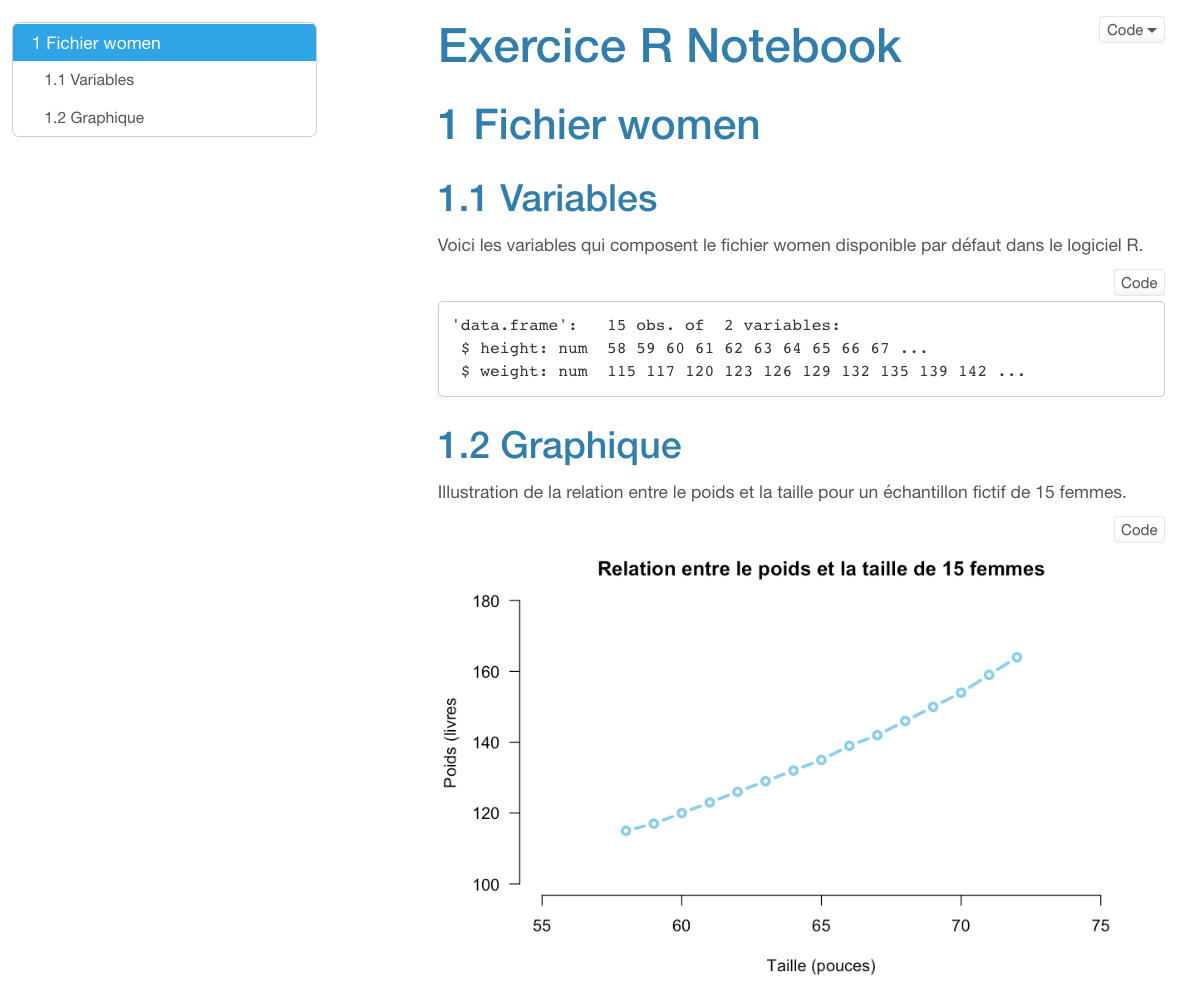 1 Fichier women
1.1 Variables
1.2 Graphique
Exercice R Notebook
Code
1 Fichier women
1.1 Variables
Voici les variables qui composent le fichier women disponible par défaut dans le logiciel R.
Code
'data.frame':   15 obs. of  2 variables:
 $ height: num  58 59 60 61 62 63 64 65 66 67 ...
 $ weight: num  115 117 120 123 126 129 132 135 139 142 ...
1.2 Graphique
Illustration de la relation entre le poids et la taille pour un échantillon fictif de 15 femmes.
Code
Relation entre le poids et la taille de 15 femmes
180
160
140
120
100
Poids (livres
55 60 65 70 75
Taille (pouces)